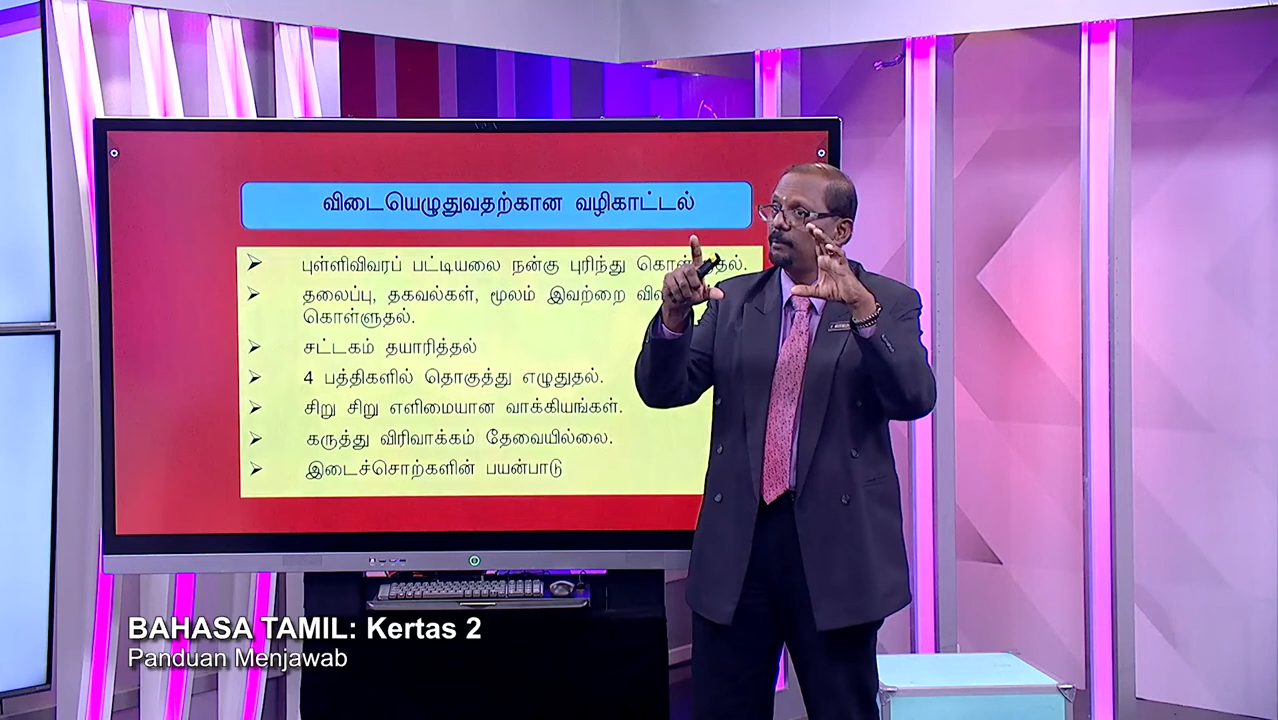 விடையெழுதுவதற்கான வழிகாட்டல்
புள்ளிவிவரப் பட்டியலை நன்கு புரிந்து
தலைப்பு, தகவல்கள், மூலம் இவற்றை
கொள்ளுதல்.
சட்டகம் தயாரித்தல்
4 பத்திகளில் தொகுத்து எழுதுதல்.
சிறு சிறு எளிமையான வாக்கியங்கள்.
கருத்து விரிவாக்கம் தேவையில்லை.
இடைச்சொற்களின் பயன்பாடு
BAHASA TAMIL: Kertas 2
Panduan Menjawab